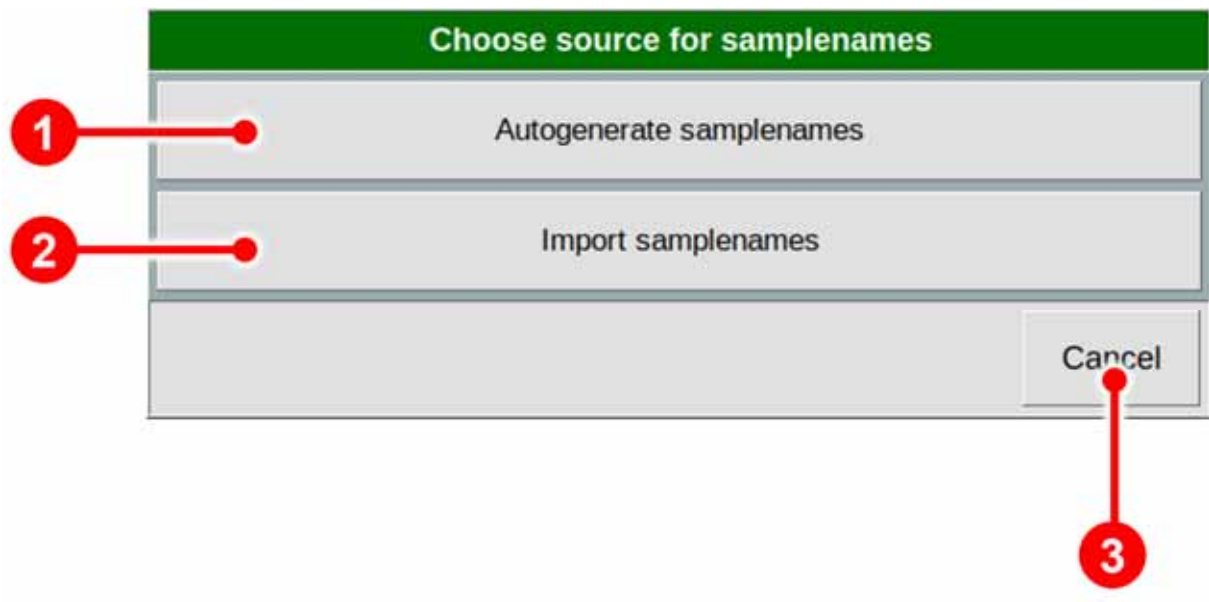 Choose source for samplenames
1
Autogenerate samplenames
2
Import samplenames
Cancel
3